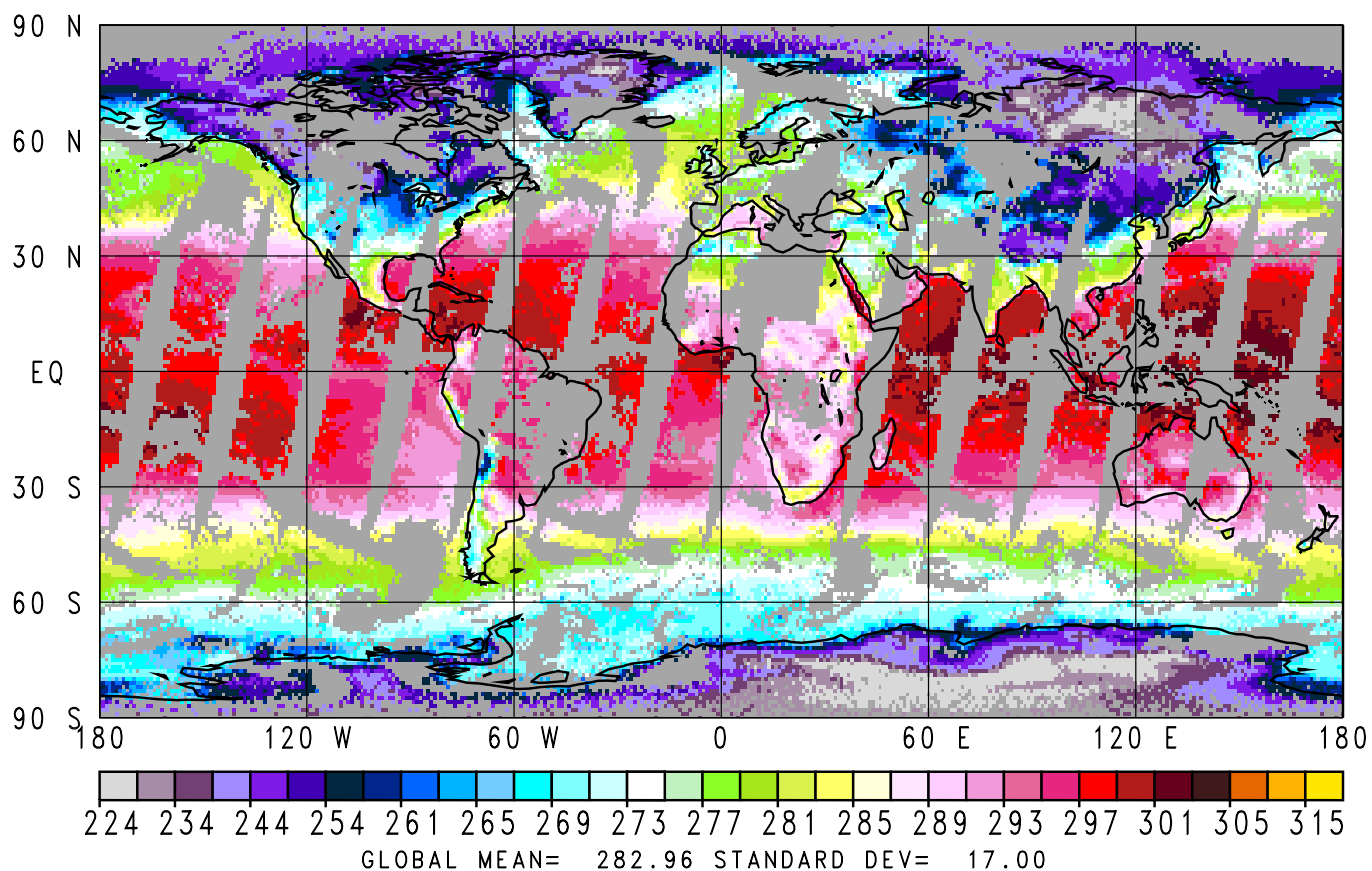 90 N
60 N
30 N
EQ
30 S
60 S
90 S
180 120 W 60 W 0 60 E 120 E 180
224 234 244 254 261 265 269 273 277 281 285 289 293 297 301 305 315
GLOBAL MEAN= 282.96 STANDARD DEV= 17.00